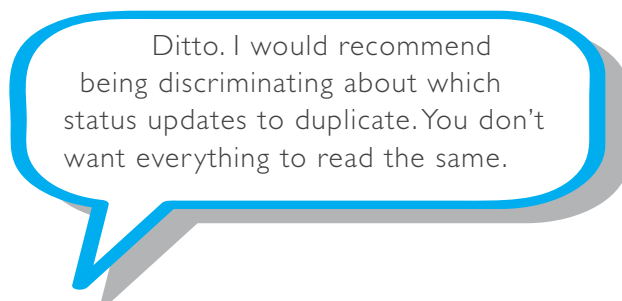 Ditto. I would recommend
being discriminating about which
status updates to duplicate. You don’t
want everything to read the same.